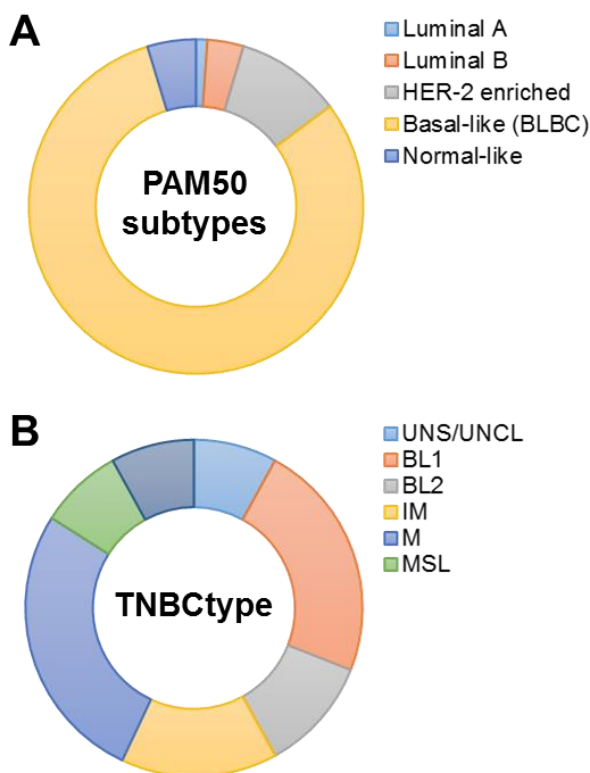 A
PAM50
subtypes
Luminal A
Luminal B
HER-2 enriched
Basal-like (BLBC)
Normal-like
B
TNBCtype
UNS/UNCL
BL1
BL2
IM
M
MSL